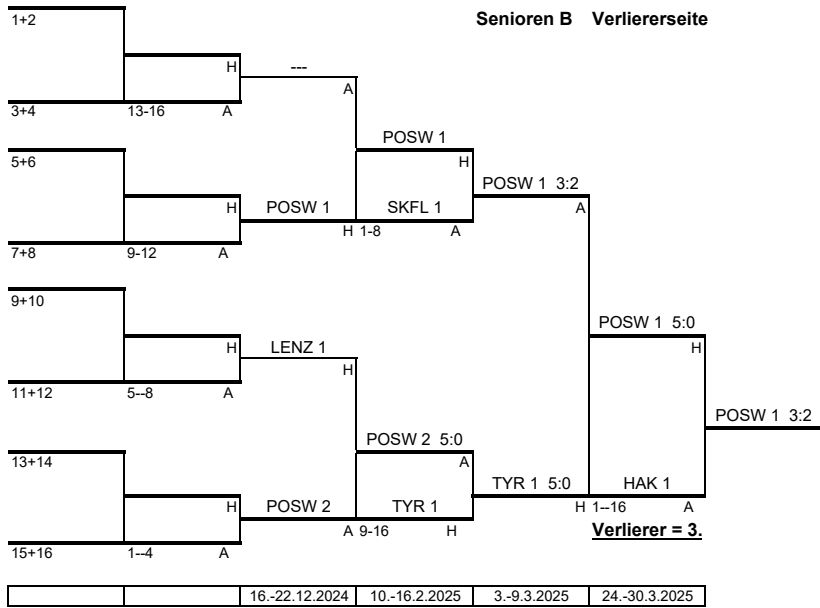 Senioren B Verliererseite
1+2
H ---
3+4 13-16 A A
POSW 1
5+6 H
POSW 1 3:2
H POSW 1 SKFL 1 A
7+8 9-12 A H 1-8 A
9+10
POSW 1 5:0
H LENZ 1 H
11+12 5--8 A H
POSW 1 3:2
POSW 2 5:0
13+14 A
TYR 1 5:0 HAK 1
H POSW 2 TYR 1 H 1--16 A
15+16 1--4 A A 9-16 H Verlierer = 3.
16.-22.12.2024 10.-16.2.2025 3.-9.3.2025 24.-30.3.2025